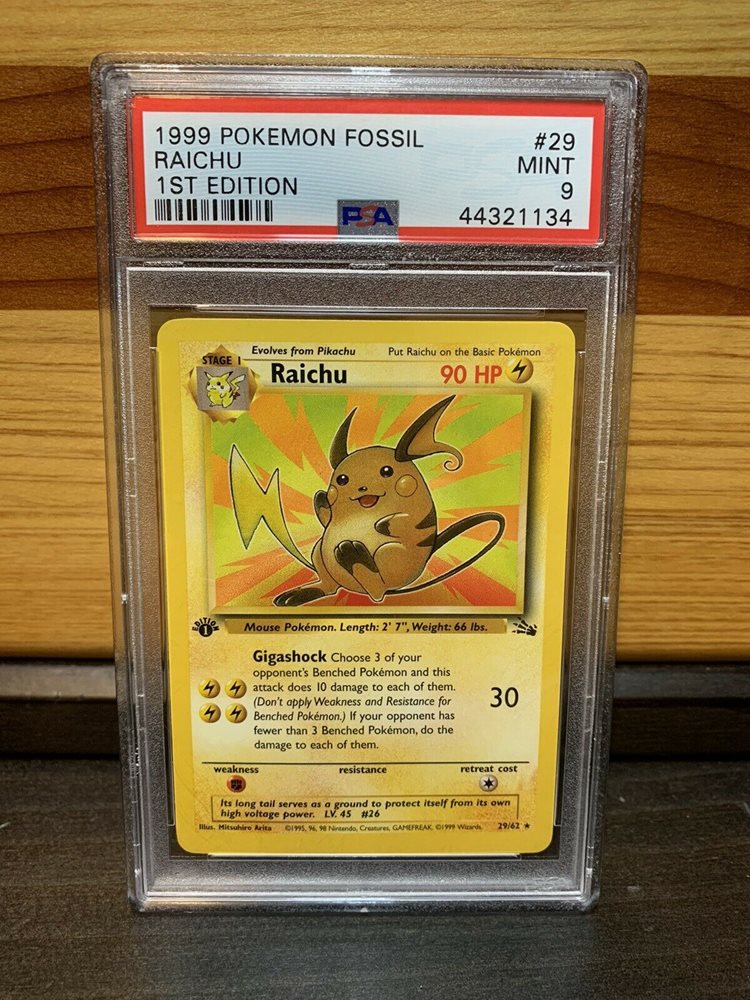 1999 POKEMON FOSSIL #29
RAICHU MINT
1ST EDITION 9
PSA 44321134
Evolves from Pikachu Put Raichu on the Basic Pokémon
STAGE 1
Raichu 90 HP
EDITION 1
Mouse Pokémon. Length: 2' 7", Weight: 66 lbs.
Gigashock Choose 3 of your
opponent's Benched Pokémon and this
attack does 10 damage to each of them.
(Don't apply Weakness and Resistance for
Benched Pokémon.) If your opponent has
fewer than 3 Benched Pokémon, do the
damage to each of them.
30
weakness resistance retreat cost
Its long tail serves as a ground to protect itself from its own
high voltage power. LV. 45 #26
Illus. Mitsuhiro Arita ©1995, 96, 98 Nintendo, Creatures, GAMEFREAK. ©1999 Wizards. 29/62 ★